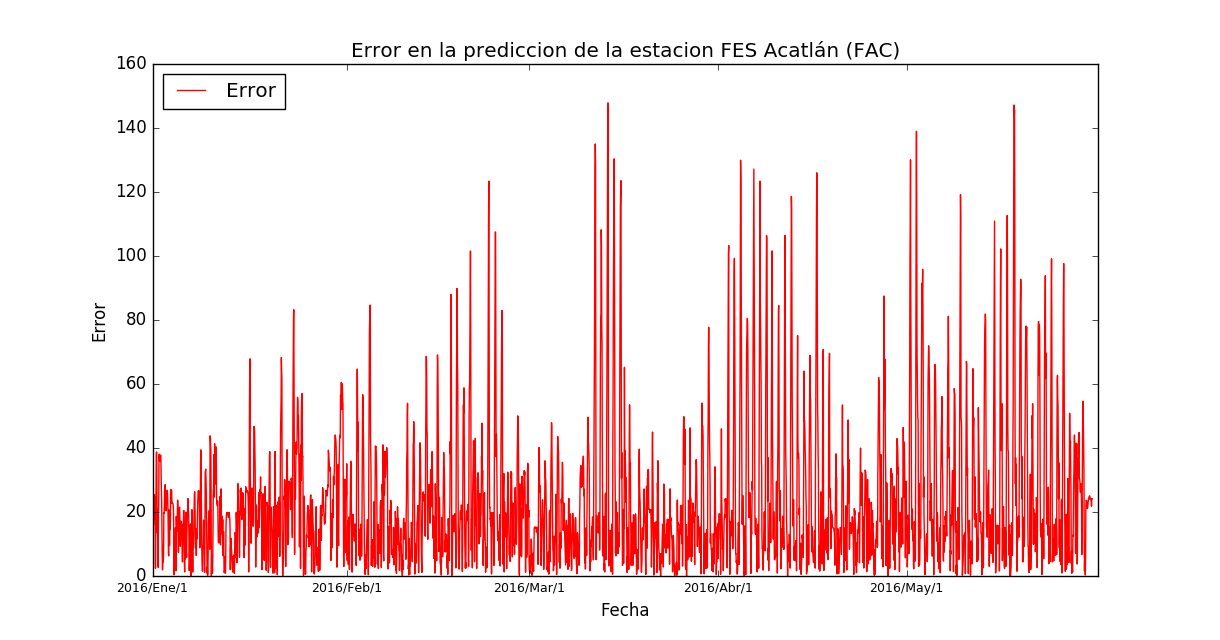 Error en la prediccion de la estacion FES Acatlán (FAC)
Error
160
140
120
100
80
60
40
20
0
Error
2016/Ene/1 2016/Feb/1 2016/Mar/1 2016/Abr/1 2016/May/1
Fecha